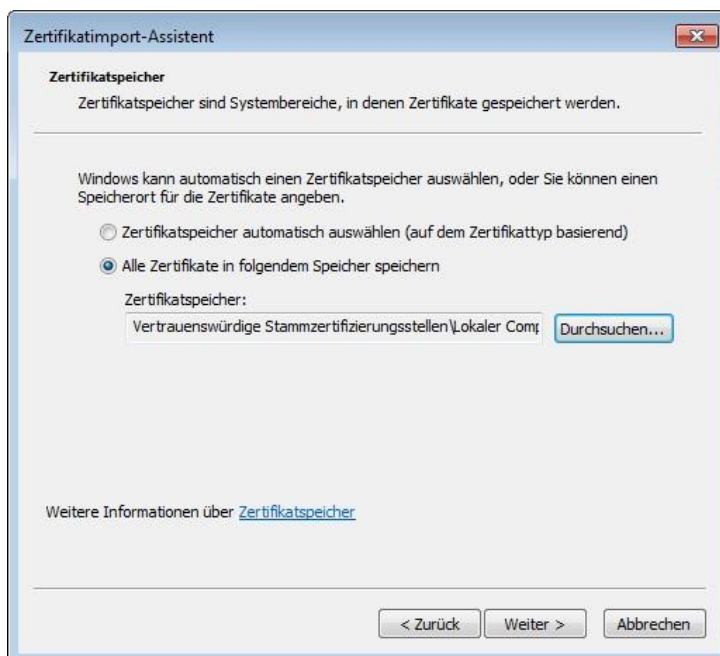 Zertifikatimport-Assistent
Zertifikatspeicher
Zertifikatspeicher sind Systembereiche, in denen Zertifikate gespeichert werden.
Windows kann automatisch einen Zertifikatspeicher auswählen, oder Sie können einen
Speicherort für die Zertifikate angeben.
Zertifikatspeicher automatisch auswählen (auf dem Zertifikattyp basierend)
Alle Zertifikate in folgendem Speicher speichern
Zertifikatspeicher:
Vertrauenswürdige Stammzertifizierungsstellen\Lokaler Comp
Durchsuchen...
Weitere Informationen über Zertifikatspeicher
< Zurück
Weiter >
Abbrechen